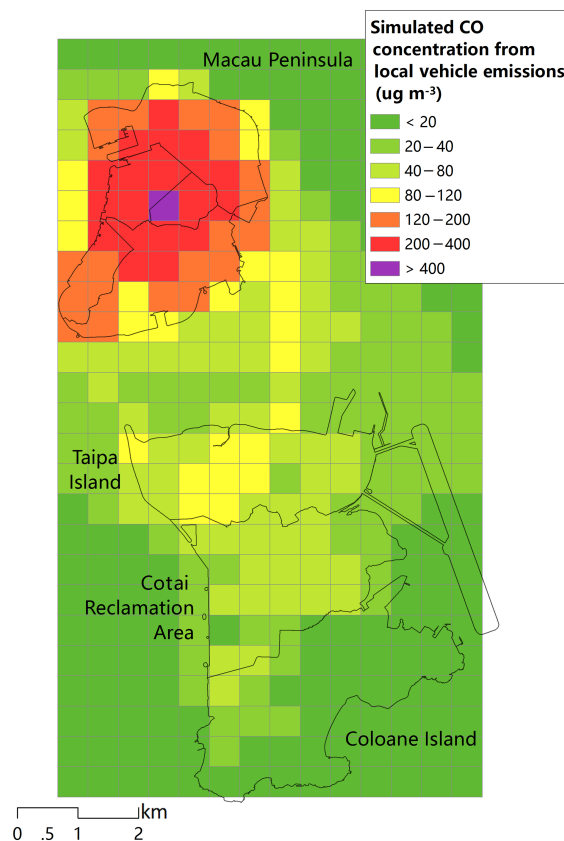 Macau Peninsula
Simulated CO
concentration from
local vehicle emissions
(ug m⁻³)
< 20
20－40
40－80
80－120
120－200
200－400
> 400
Taipa
Island
Cotai
Reclamation
Area
Coloane Island
km
0 .5 1 2